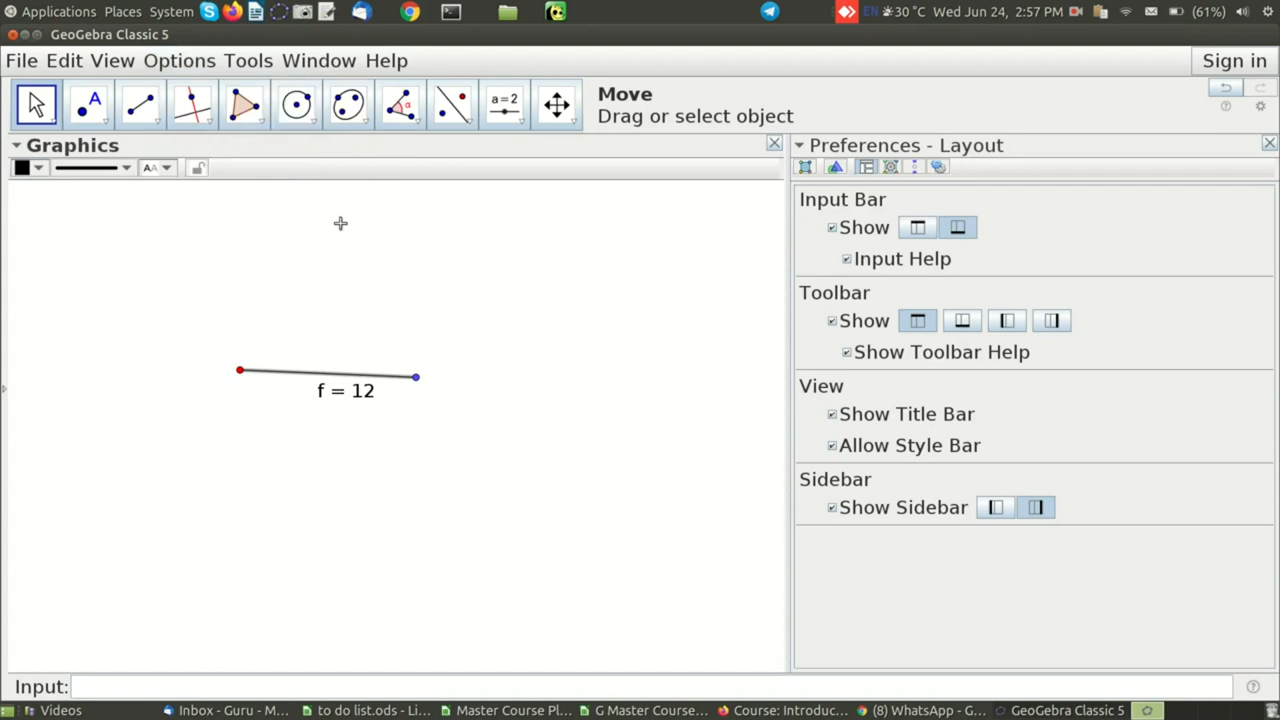 Applications Places System EN 30 °C Wed Jun 24, 2:57 PM (61%)
GeoGebra Classic 5
File Edit View Options Tools Window Help Sign in
A α a=2 Move
Drag or select object
Graphics Preferences - Layout
AA
Input Bar
Show
Input Help
Toolbar
Show
Show Toolbar Help
View
Show Title Bar
Allow Style Bar
Sidebar
Show Sidebar
f = 12
Input:
Videos Inbox - Guru - M... to do list.ods - Li... Master Course Pl... G Master Course... Course: Introduc... (8) WhatsApp - G... GeoGebra Classic 5